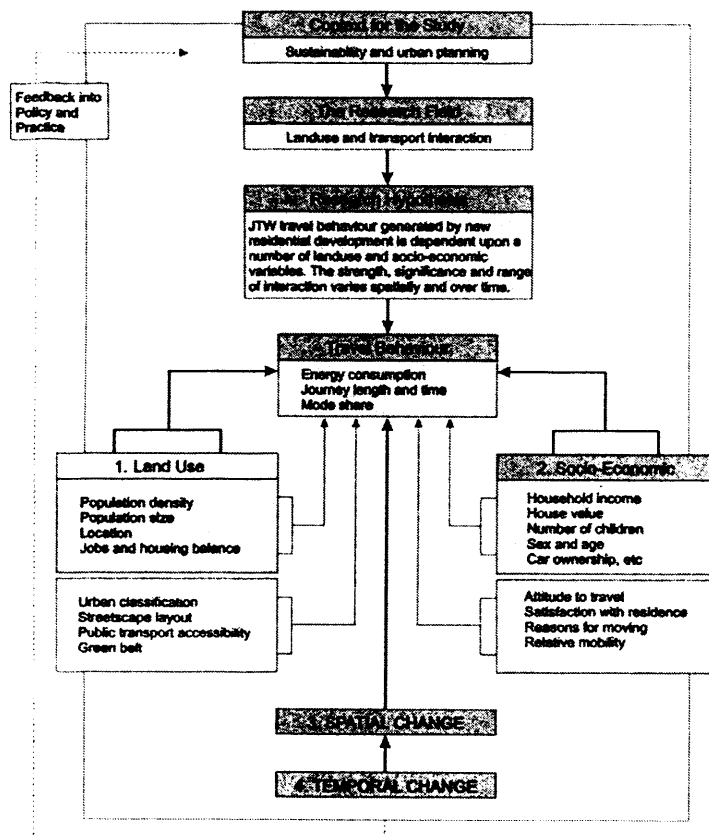 Context for the Study
Sustainability and urban planning
Feedback into
Policy and
Practice
The Research Field
Landuse and transport interaction
Research Hypothesis
JTW travel behaviour generated by new
residential development is dependent upon a
number of landuse and socio-economic
variables. The strength, significance and range
of interaction varies spatially and over time.
Travel Behaviour
Energy consumption
Journey length and time
Mode share
1. Land Use
Population density
Population size
Location
Jobs and housing balance
Urban classification
Streetscape layout
Public transport accessibility
Green belt
2. Socio-Economic
Household income
House value
Number of children
Sex and age
Car ownership, etc
Attitude to travel
Satisfaction with residence
Reasons for moving
Relative mobility
3. SPATIAL CHANGE
4. TEMPORAL CHANGE